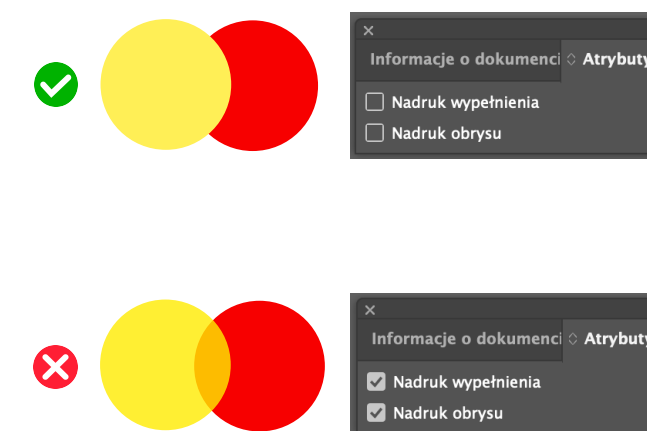 Informacje o dokumenci Atrybuty
Nadruk wypełnienia
Nadruk obrysu
Informacje o dokumenci Atrybuty
Nadruk wypełnienia
Nadruk obrysu